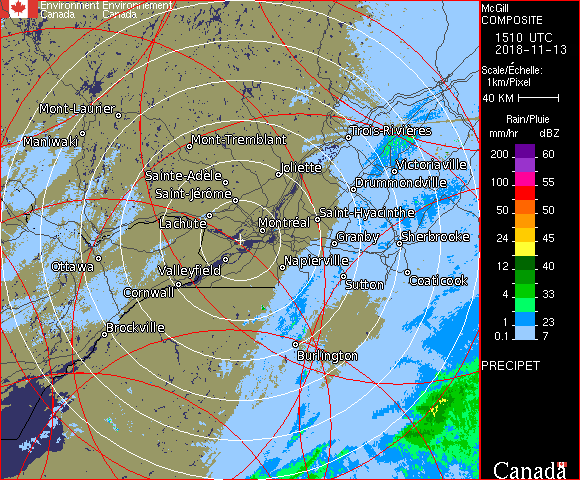 Environment Environnement
Canada Canada
McGill
COMPOSITE
1510 UTC
2018-11-13
Scale/Échelle:
1km/Pixel
40 KM
Rain/Pluie
mm/hr dBZ
200 60
100 55
50 50
24 45
12 40
4 33
1 23
0.1 7
PRECIPET
Canada
Mont-Laurier
Maniwaki
Mont-Tremblant
Trois-Rivières
Joliette
Victoriaville
Sainte-Adèle
Drummondville
Saint-Jérôme
Lachute
Saint-Hyacinthe
Montréal
Granby
Sherbrooke
Ottawa
Valleyfield
Napierville
Cornwall
Sutton
Coaticook
Brockville
Burlington